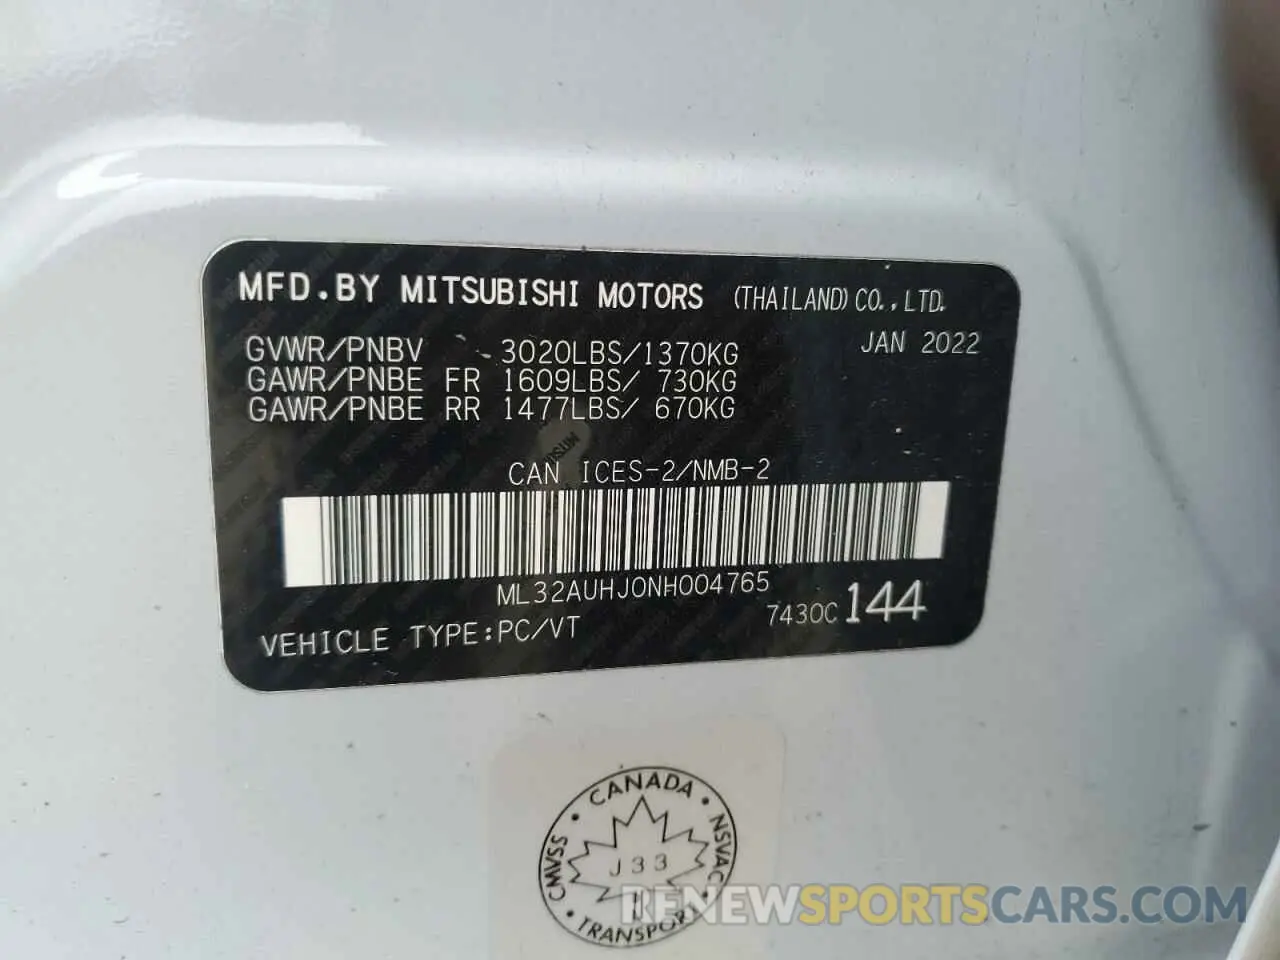 MFD.BY MITSUBISHI MOTORS (THAILAND) CO.,LTD.
JAN 2022
GVWR/PNBV 3020LBS/1370KG
GAWR/PNBE FR 1609LBS/ 730KG
GAWR/PNBE RR 1477LBS/ 670KG
CAN ICES-2/NMB-2
ML32AUHJ0NH004765
7430C 144
VEHICLE TYPE:PC/VT
CANADA
CMVSS
NSVAC
J33
TRANSPORT
RENEWSPORTSCARS.COM